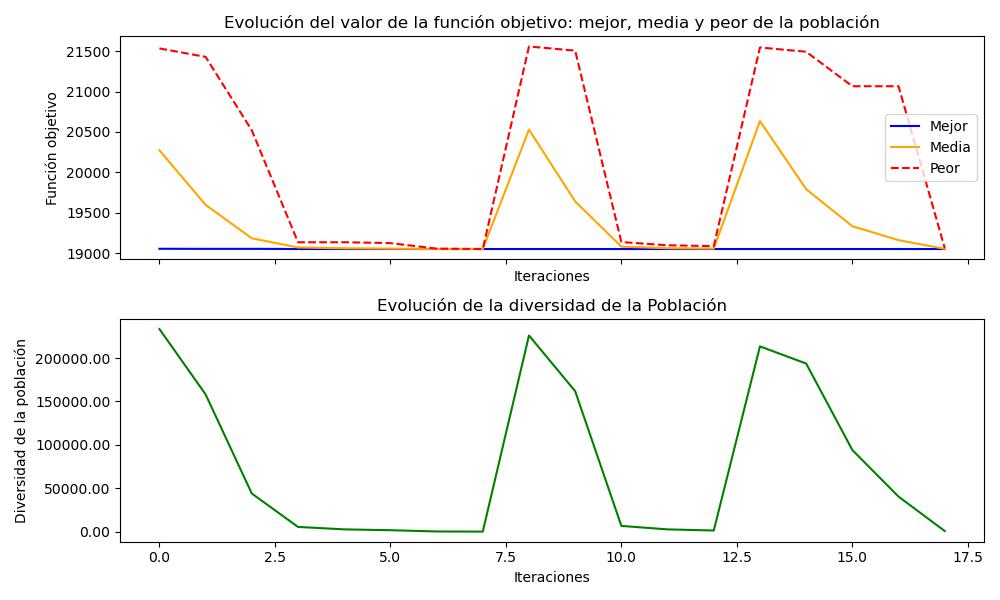 Evolución del valor de la función objetivo: mejor, media y peor de la población
Función objetivo
21500
21000
20500
20000
19500
19000
Mejor
Media
Peor
Iteraciones
Evolución de la diversidad de la Población
Diversidad de la población
200000.00
150000.00
100000.00
50000.00
0.00
0.0 2.5 5.0 7.5 10.0 12.5 15.0 17.5
Iteraciones